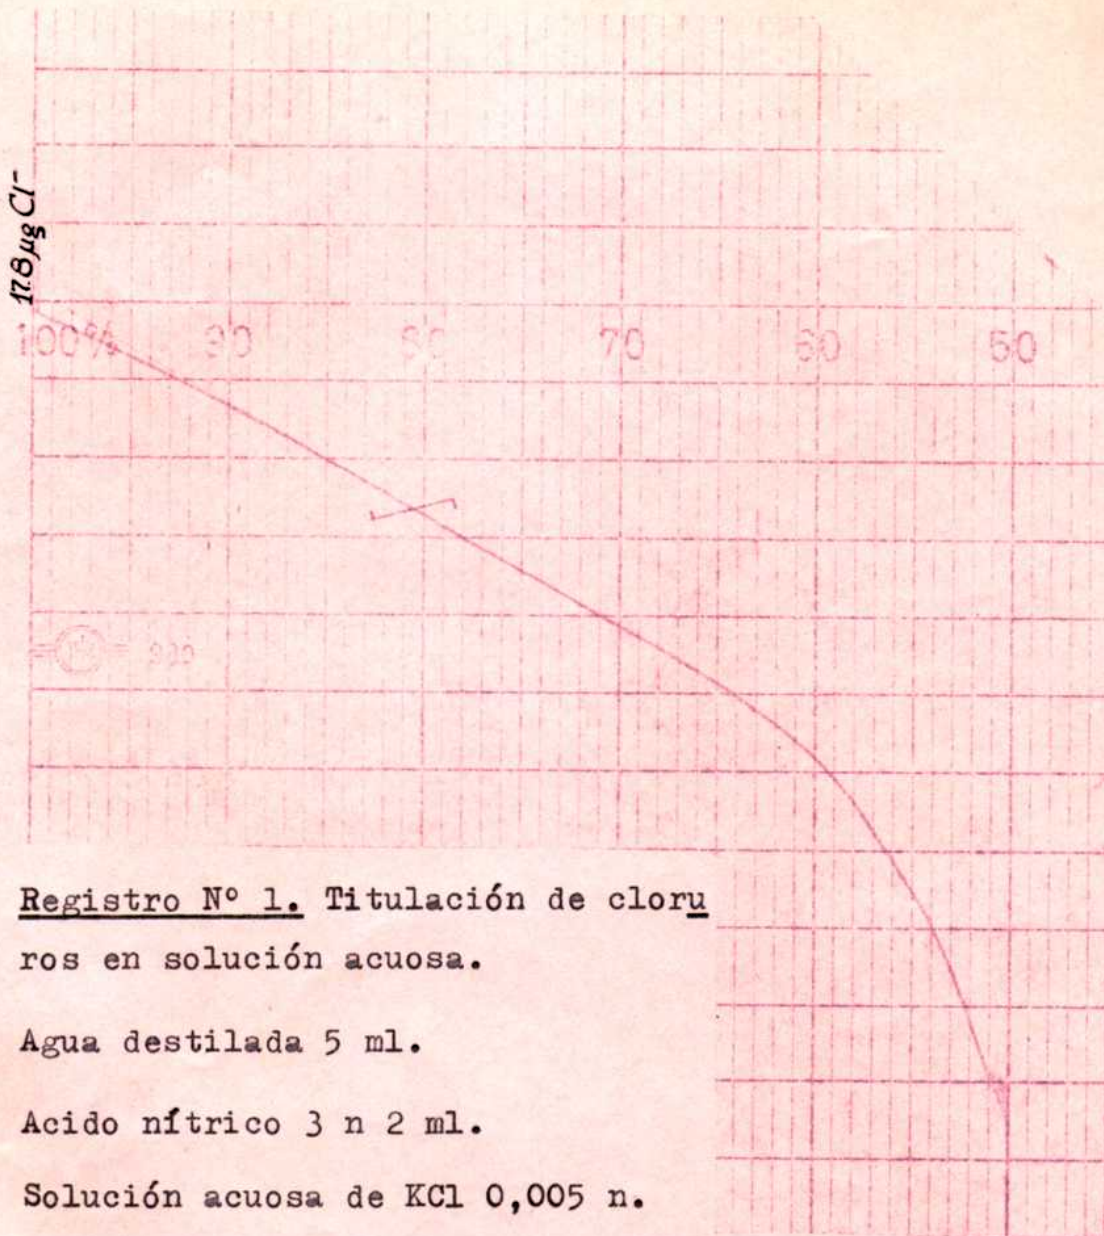 17.8 µg Cl⁻
100% 90 80 70 60 50
Registro Nº 1. Titulación de cloru
ros en solución acuosa.
Agua destilada 5 ml.
Acido nítrico 3 n 2 ml.
Solución acuosa de KCl 0,005 n.